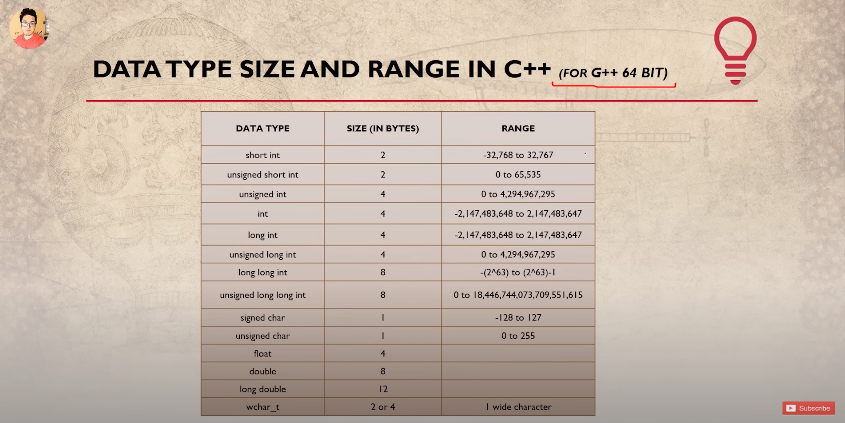 DATA TYPE SIZE AND RANGE IN C++ (FOR G++ 64 BIT)
DATA TYPE SIZE (IN BYTES) RANGE
short int 2 -32,768 to 32,767
unsigned short int 2 0 to 65,535
unsigned int 4 0 to 4,294,967,295
int 4 -2,147,483,648 to 2,147,483,647
long int 4 -2,147,483,648 to 2,147,483,647
unsigned long int 4 0 to 4,294,967,295
long long int 8 -(2^63) to (2^63)-1
unsigned long long int 8 0 to 18,446,744,073,709,551,615
signed char 1 -128 to 127
unsigned char 1 0 to 255
float 4
double 8
long double 12
wchar_t 2 or 4 1 wide character
Subscribe